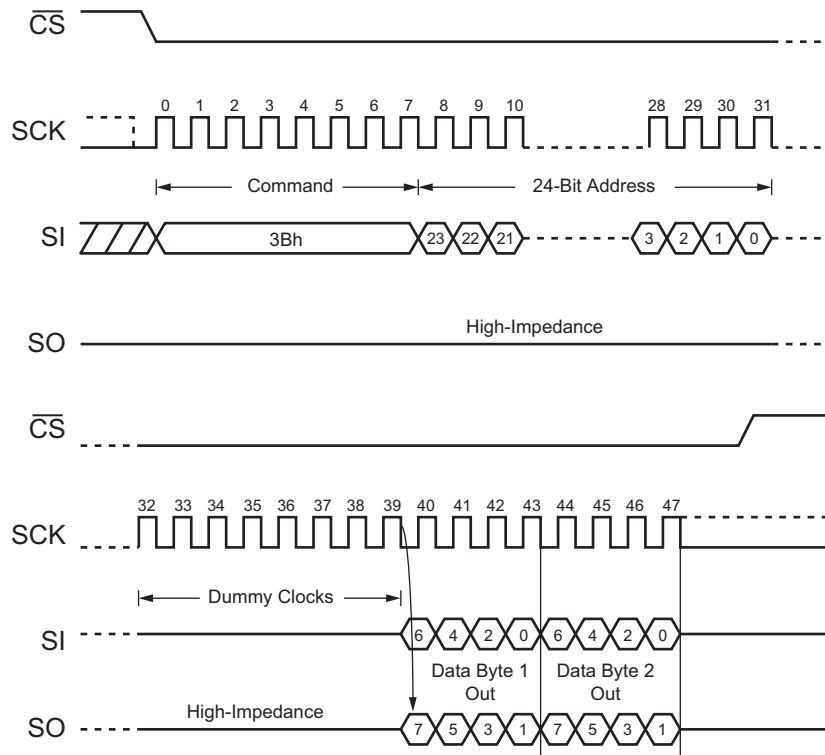 CS
0 1 2 3 4 5 6 7 8 9 10 28 29 30 31
SCK
Command 24-Bit Address
SI 3Bh 23 22 21 3 2 1 0
High-Impedance
SO
CS
32 33 34 35 36 37 38 39 40 41 42 43 44 45 46 47
SCK
Dummy Clocks
SI 6 4 2 0 6 4 2 0
Data Byte 1 Data Byte 2
Out Out
High-Impedance
SO 7 5 3 1 7 5 3 1